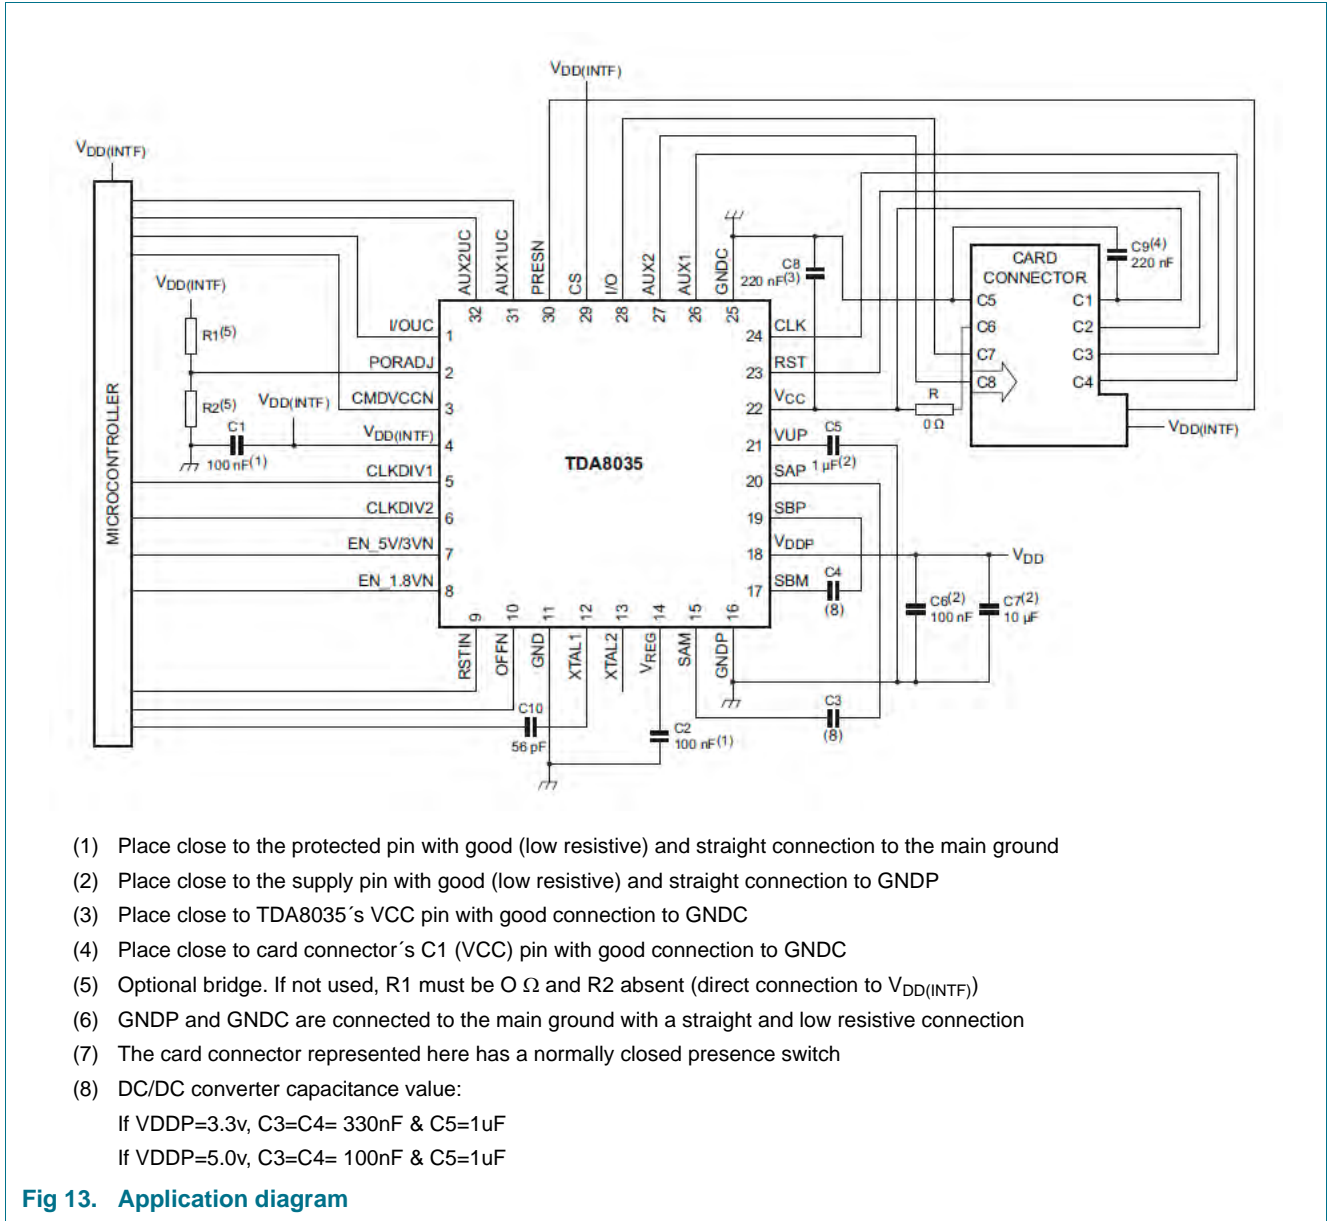 VDD(INTF)
VDD(INTF)
MICROCONTROLLER
VDD(INTF)
R1(5)
R2(5)
VDD(INTF)
C1
100 nF(1)
AUX2UC
AUX1UC
PRESN
CS
I/O
AUX2
AUX1
GNDC
32
31
30
29
28
27
26
25
I/OUC
1
PORADJ
2
CMDVCCN
3
VDD(INTF)
4
CLKDIV1
5
CLKDIV2
6
EN_5V/3VN
7
EN_1.8VN
8
TDA8035
24
CLK
23
RST
22
VCC
21
VUP
20
SAP
19
SBP
18
VDDP
17
SBM
9
10
11
12
13
14
15
16
RSTIN
OFFN
GND
XTAL1
XTAL2
VREG
SAM
GNDP
C8
220 nF(3)
C9(4)
220 nF
CARD
CONNECTOR
C5
C1
C6
C2
C7
C3
C8
C4
R
0 Ω
VDD(INTF)
C5
1 µF(2)
C4
(8)
VDD
C6(2)
100 nF
C7(2)
10 µF
C3
(8)
C10
56 pF
C2
100 nF(1)
(1) Place close to the protected pin with good (low resistive) and straight connection to the main ground
(2) Place close to the supply pin with good (low resistive) and straight connection to GNDP
(3) Place close to TDA8035´s VCC pin with good connection to GNDC
(4) Place close to card connector´s C1 (VCC) pin with good connection to GNDC
(5) Optional bridge. If not used, R1 must be O Ω and R2 absent (direct connection to VDD(INTF))
(6) GNDP and GNDC are connected to the main ground with a straight and low resistive connection
(7) The card connector represented here has a normally closed presence switch
(8) DC/DC converter capacitance value:
If VDDP=3.3v, C3=C4= 330nF & C5=1uF
If VDDP=5.0v, C3=C4= 100nF & C5=1uF
Fig 13. Application diagram